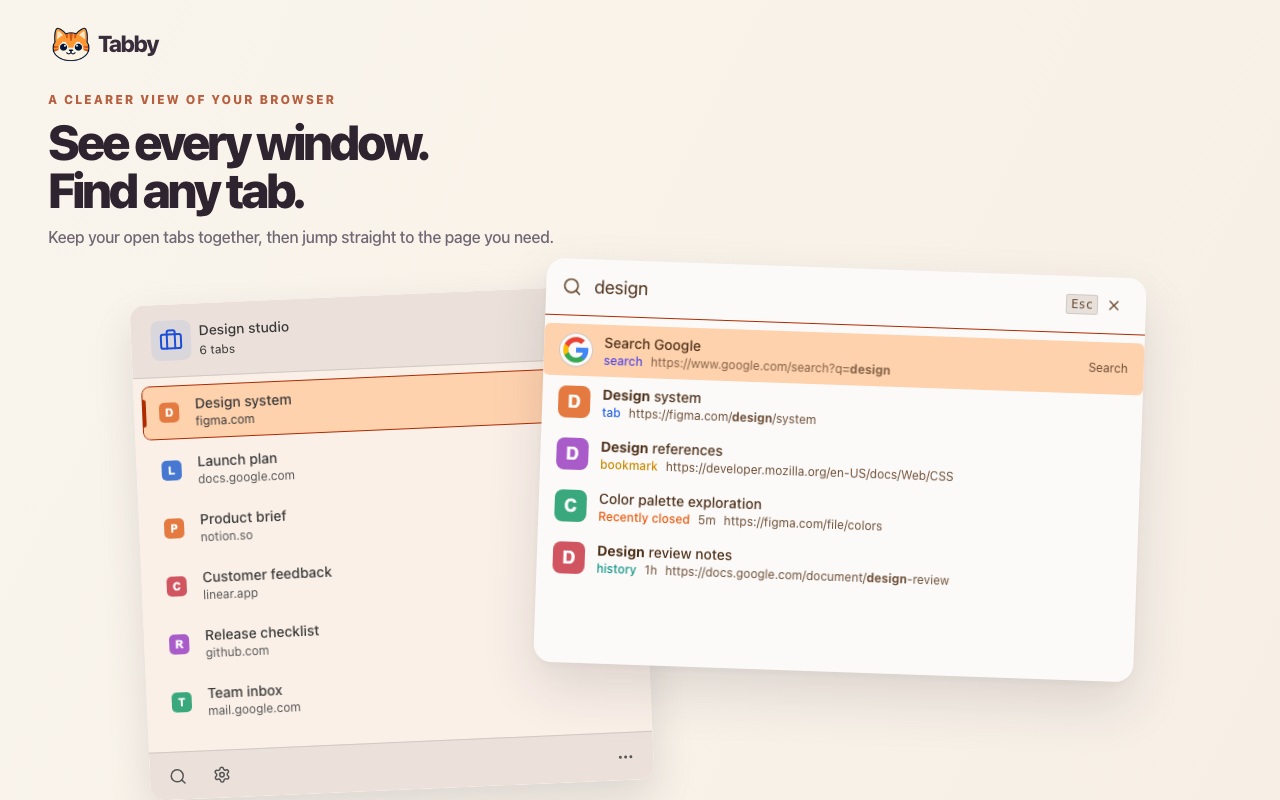 Tabby
A CLEARER VIEW OF YOUR BROWSER
See every window.
Find any tab.
Keep your open tabs together, then jump straight to the page you need.
Design studio
6 tabs
D
Design system
figma.com
L
Launch plan
docs.google.com
P
Product brief
notion.so
C
Customer feedback
linear.app
R
Release checklist
github.com
T
Team inbox
mail.google.com
design
Esc
Search Google
search https://www.google.com/search?q=design
Search
D
Design system
tab https://figma.com/design/system
D
Design references
bookmark https://developer.mozilla.org/en-US/docs/Web/CSS
C
Color palette exploration
Recently closed 5m https://figma.com/file/colors
D
Design review notes
history 1h https://docs.google.com/document/design-review